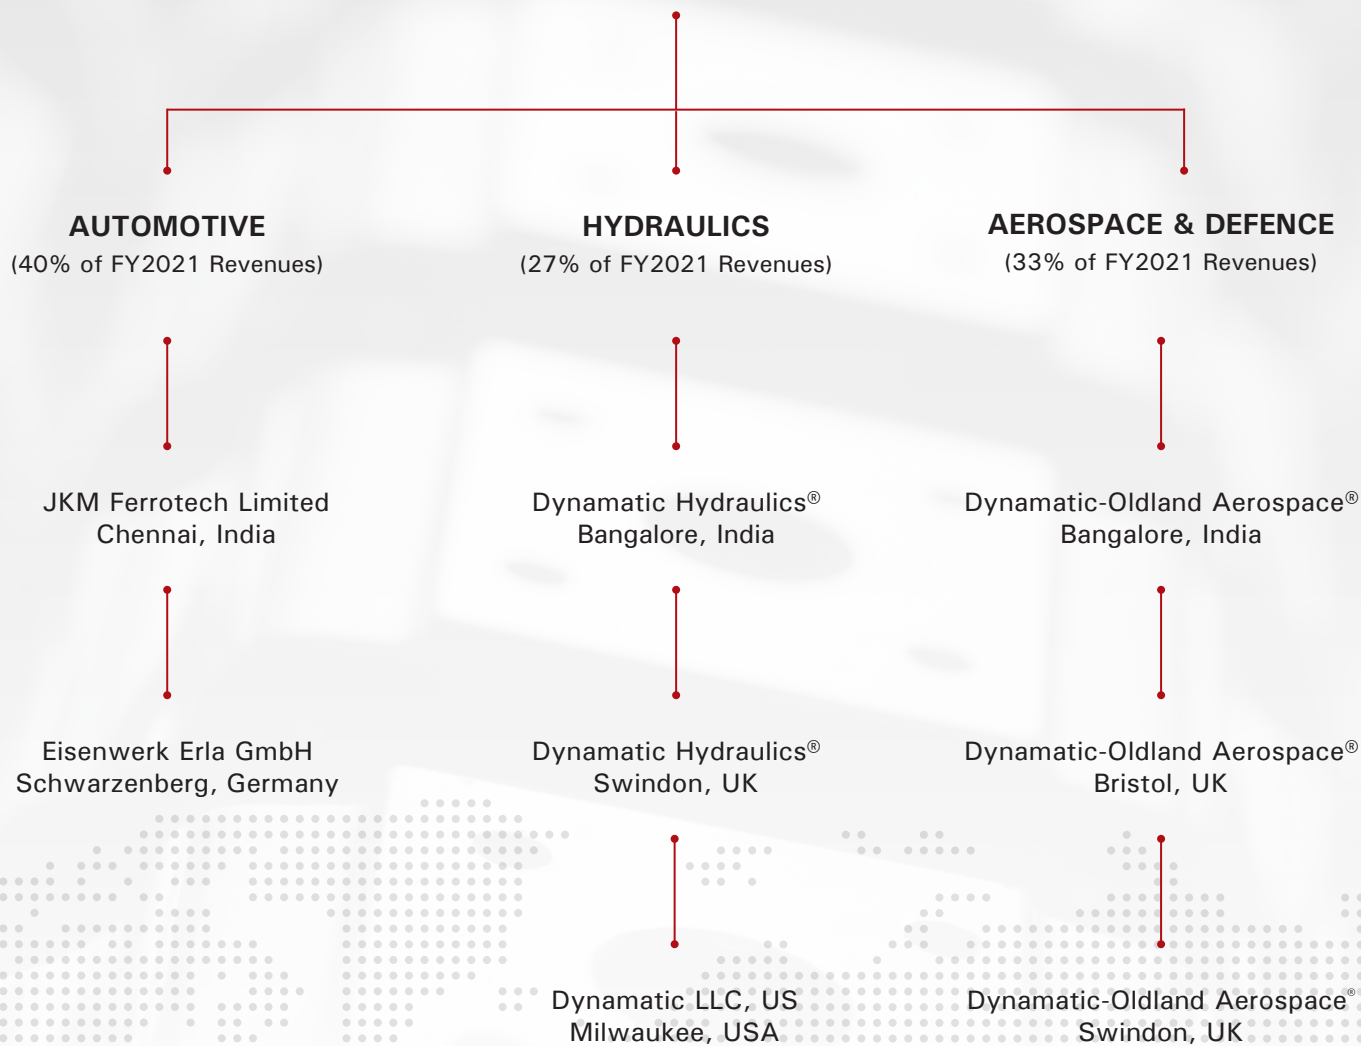 AUTOMOTIVE
(40% of FY2021 Revenues)
HYDRAULICS
(27% of FY2021 Revenues)
AEROSPACE & DEFENCE
(33% of FY2021 Revenues)
JKM Ferrotech Limited
Chennai, India
Dynamatic Hydraulics®
Bangalore, India
Dynamatic-Oldland Aerospace®
Bangalore, India
Eisenwerk Erla GmbH
Schwarzenberg, Germany
Dynamatic Hydraulics®
Swindon, UK
Dynamatic-Oldland Aerospace®
Bristol, UK
Dynamatic LLC, US
Milwaukee, USA
Dynamatic-Oldland Aerospace®
Swindon, UK